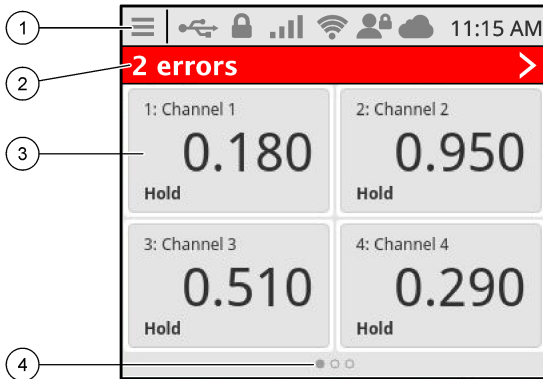 1
11:15 AM
2
2 errors
3
1: Channel 1
0.180
Hold
2: Channel 2
0.950
Hold
3: Channel 3
0.510
Hold
4: Channel 4
0.290
Hold
4